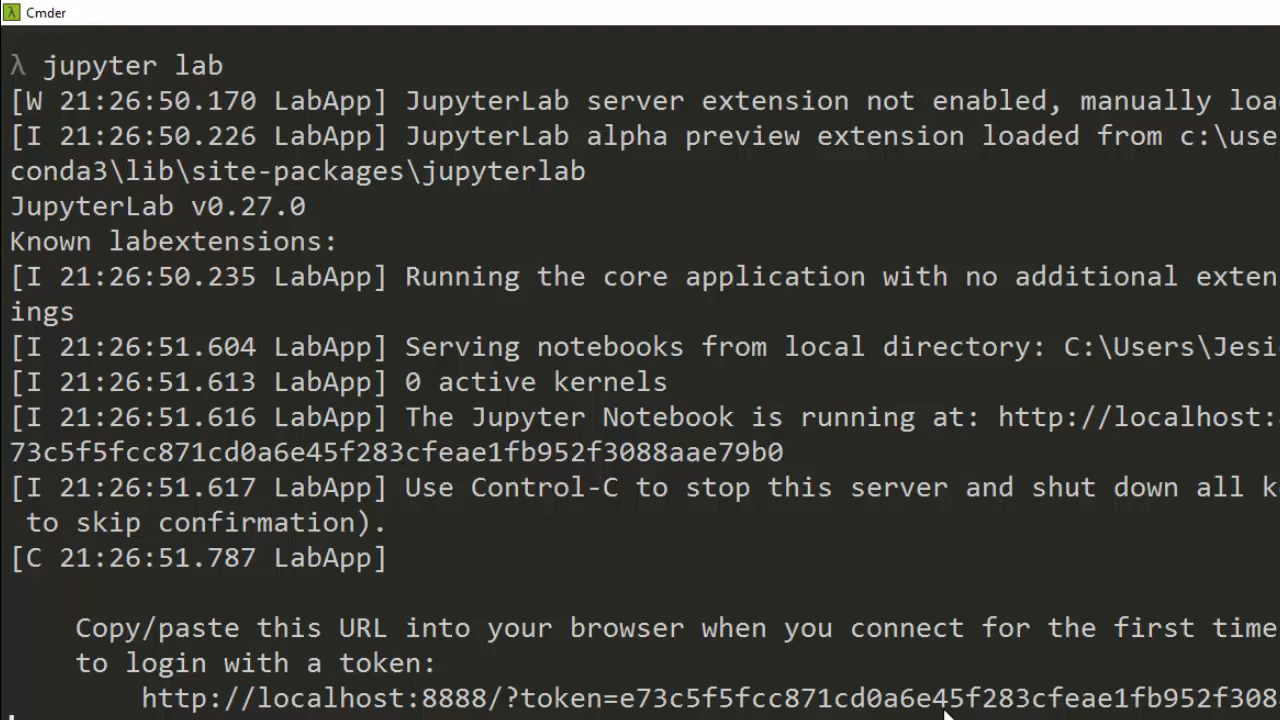 Cmder
λ jupyter lab
[W 21:26:50.170 LabApp] JupyterLab server extension not enabled, manually loa
[I 21:26:50.226 LabApp] JupyterLab alpha preview extension loaded from c:\use
conda3\lib\site-packages\jupyterlab
JupyterLab v0.27.0
Known labextensions:
[I 21:26:50.235 LabApp] Running the core application with no additional exten
ings
[I 21:26:51.604 LabApp] Serving notebooks from local directory: C:\Users\Jesi
[I 21:26:51.613 LabApp] 0 active kernels
[I 21:26:51.616 LabApp] The Jupyter Notebook is running at: http://localhost:
73c5f5fcc871cd0a6e45f283cfeae1fb952f3088aae79b0
[I 21:26:51.617 LabApp] Use Control-C to stop this server and shut down all k
to skip confirmation).
[C 21:26:51.787 LabApp]
Copy/paste this URL into your browser when you connect for the first time
to login with a token:
http://localhost:8888/?token=e73c5f5fcc871cd0a6e45f283cfeae1fb952f308